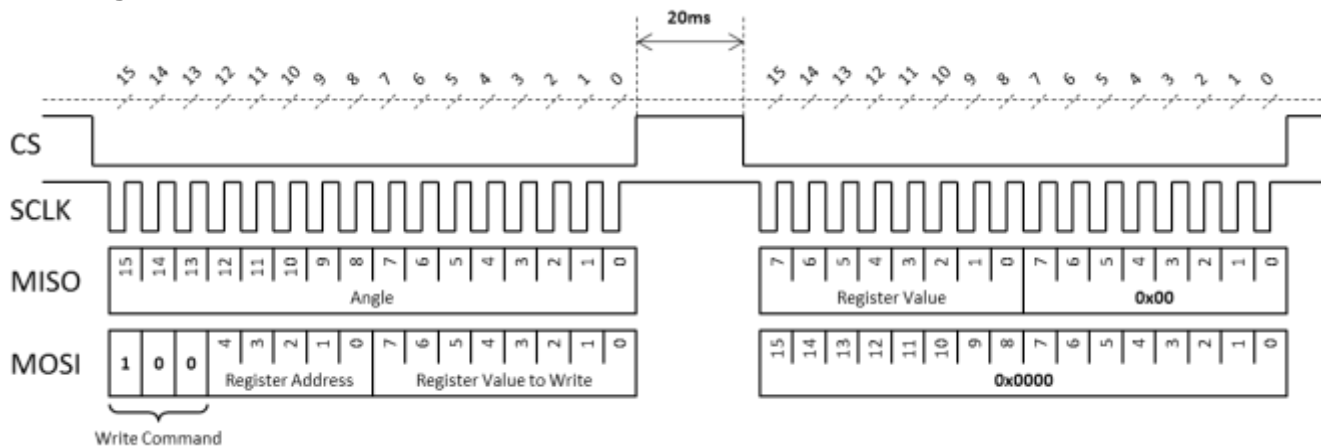 20ms
15 14 13 12 11 10 9 8 7 6 5 4 3 2 1 0 15 14 13 12 11 10 9 8 7 6 5 4 3 2 1 0
CS
SCLK
MISO 15 14 13 12 11 10 9 8 7 6 5 4 3 2 1 0 7 6 5 4 3 2 1 0 7 6 5 4 3 2 1 0
Angle Register Value 0x00
MOSI 1 0 0 4 3 2 1 0 7 6 5 4 3 2 1 0 15 14 13 12 11 10 9 8 7 6 5 4 3 2 1 0
Register Address Register Value to Write 0x0000
Write Command